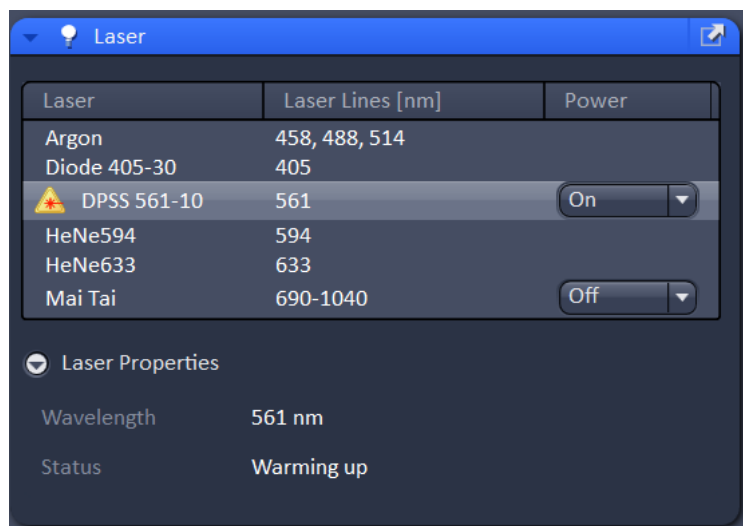 Laser
Laser Laser Lines [nm] Power
Argon 458, 488, 514
Diode 405-30 405
DPSS 561-10 561 On
HeNe594 594
HeNe633 633
Mai Tai 690-1040 Off
Laser Properties
Wavelength 561 nm
Status Warming up